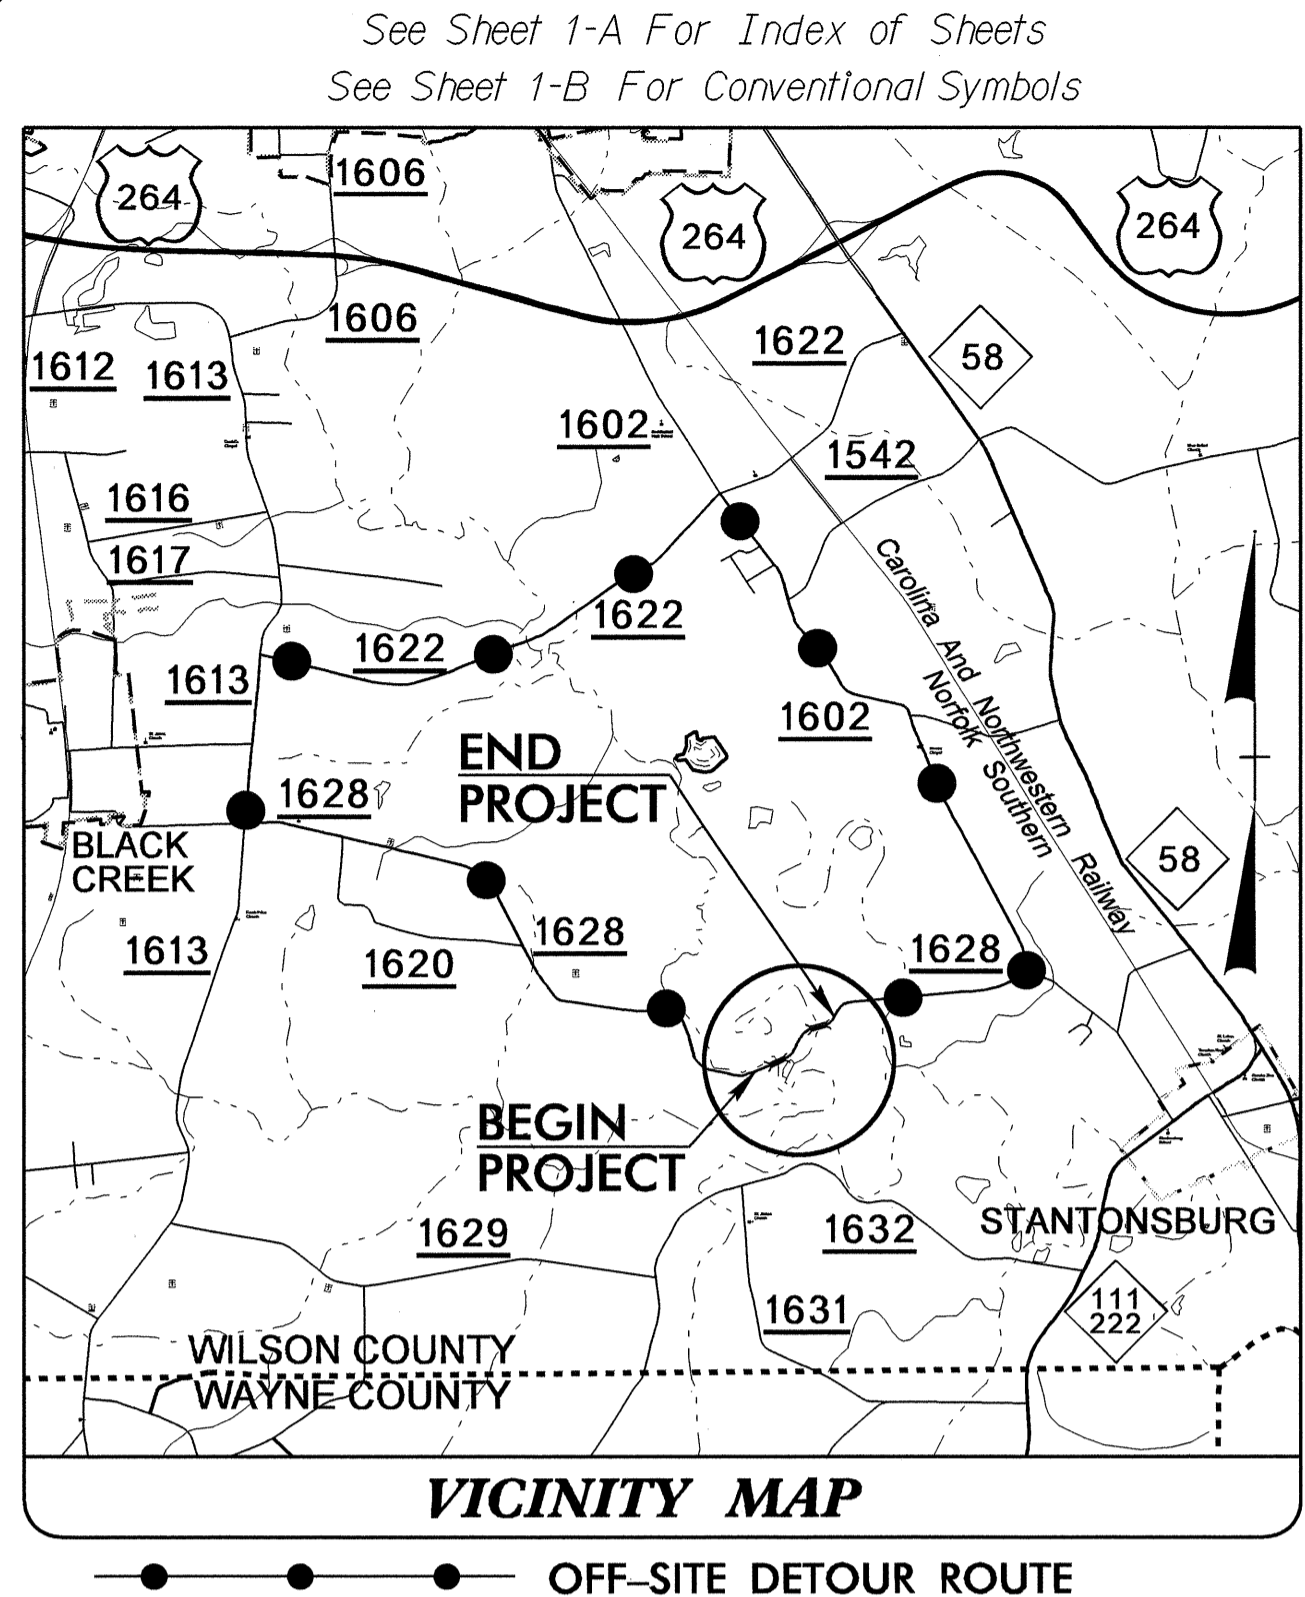 See Sheet 1-A For Index of Sheets
See Sheet 1-B For Conventional Symbols
264
1606
264
264
1606
1622
58
1612
1613
1602
1542
1616
1617
1622
1622
1613
Carolina And Northwestern Railway
Norfolk Southern
1602
END
PROJECT
1628
BLACK
CREEK
58
1628
1628
1613
1620
BEGIN
PROJECT
1629
1632
STANTONSBURG
1631
111
222
WILSON COUNTY
WAYNE COUNTY
VICINITY MAP
OFF-SITE DETOUR ROUTE